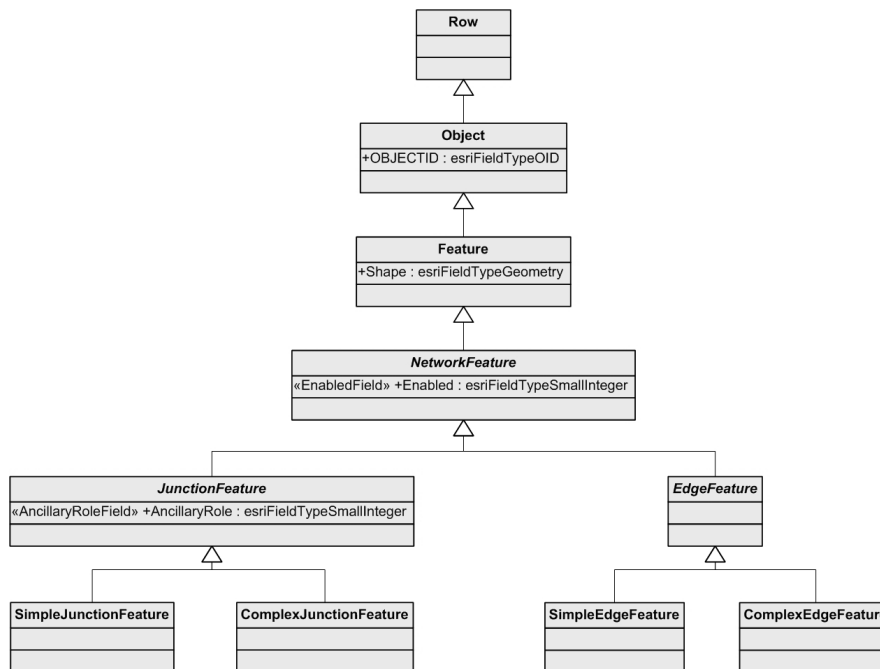 Row
Object
+OBJECTID : esriFieldTypeOID
Feature
+Shape : esriFieldTypeGeometry
NetworkFeature
«EnabledField» +Enabled : esriFieldTypeSmallInteger
JunctionFeature
«AncillaryRoleField» +AncillaryRole : esriFieldTypeSmallInteger
EdgeFeature
SimpleJunctionFeature
ComplexJunctionFeature
SimpleEdgeFeature
ComplexEdgeFeature